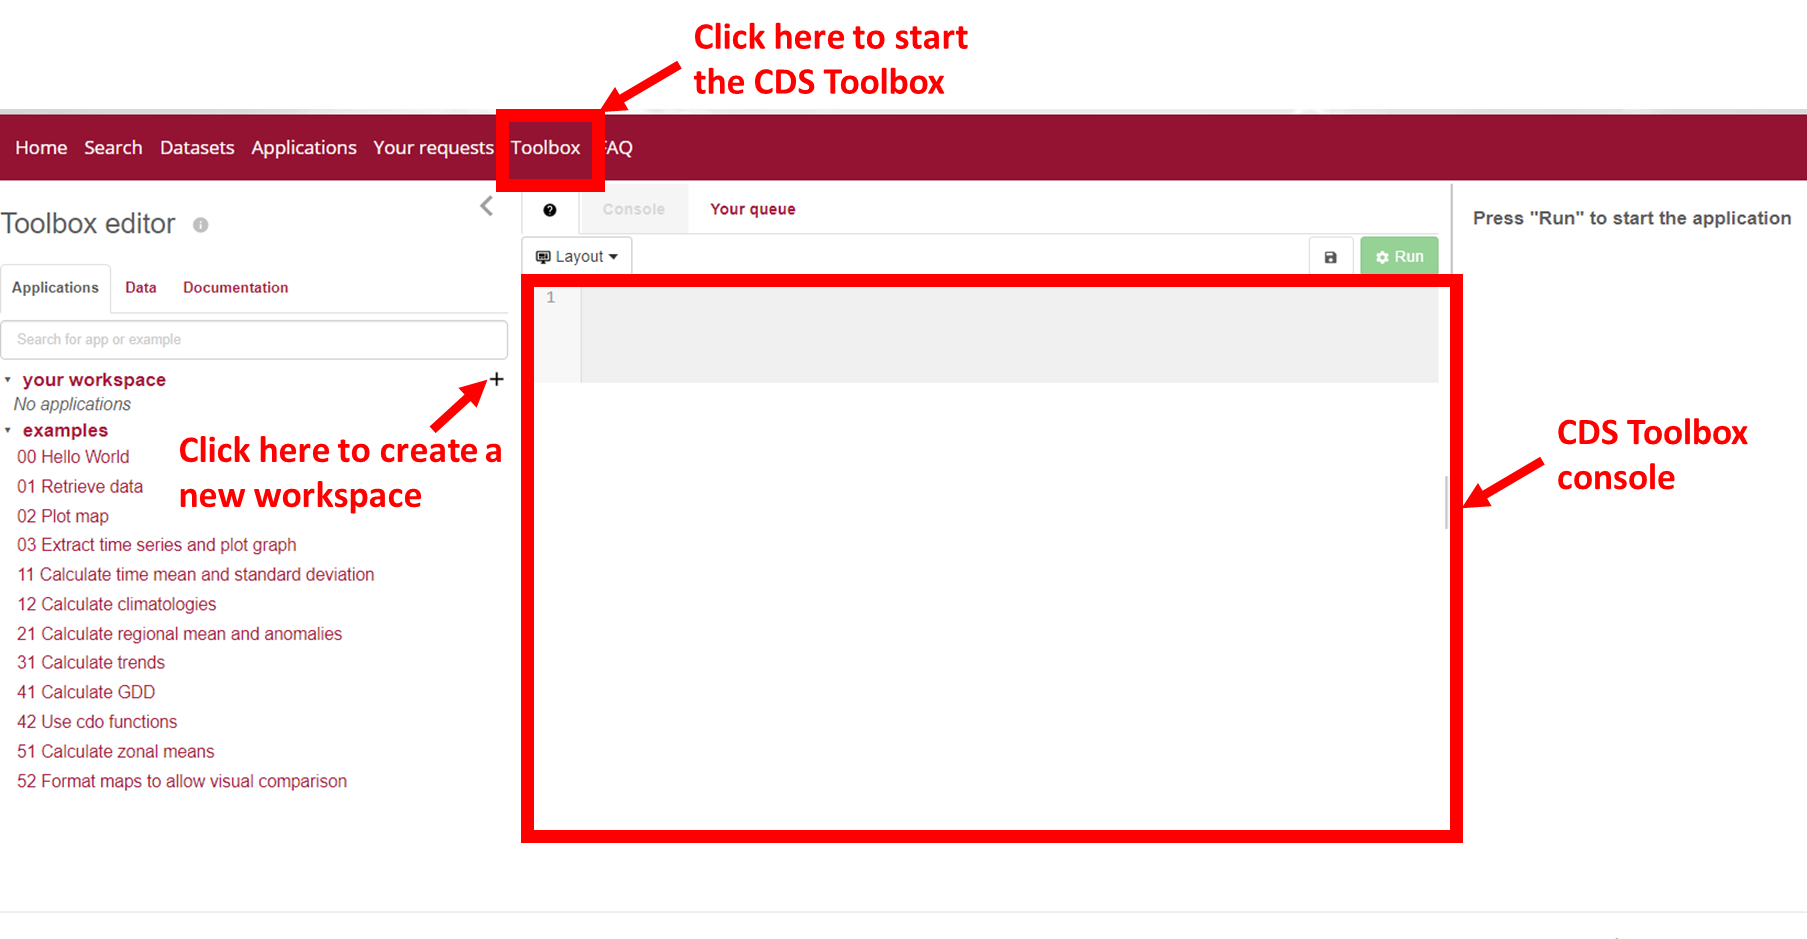 Click here to start
the CDS Toolbox
Home Search Datasets Applications Your requests Toolbox FAQ
Toolbox editor
Console Your queue
Press "Run" to start the application
Layout Run
Applications Data Documentation
1
Search for app or example
your workspace
No applications
examples
Click here to create a
new workspace
00 Hello World
01 Retrieve data
02 Plot map
03 Extract time series and plot graph
11 Calculate time mean and standard deviation
12 Calculate climatologies
21 Calculate regional mean and anomalies
31 Calculate trends
41 Calculate GDD
42 Use cdo functions
51 Calculate zonal means
52 Format maps to allow visual comparison
CDS Toolbox
console